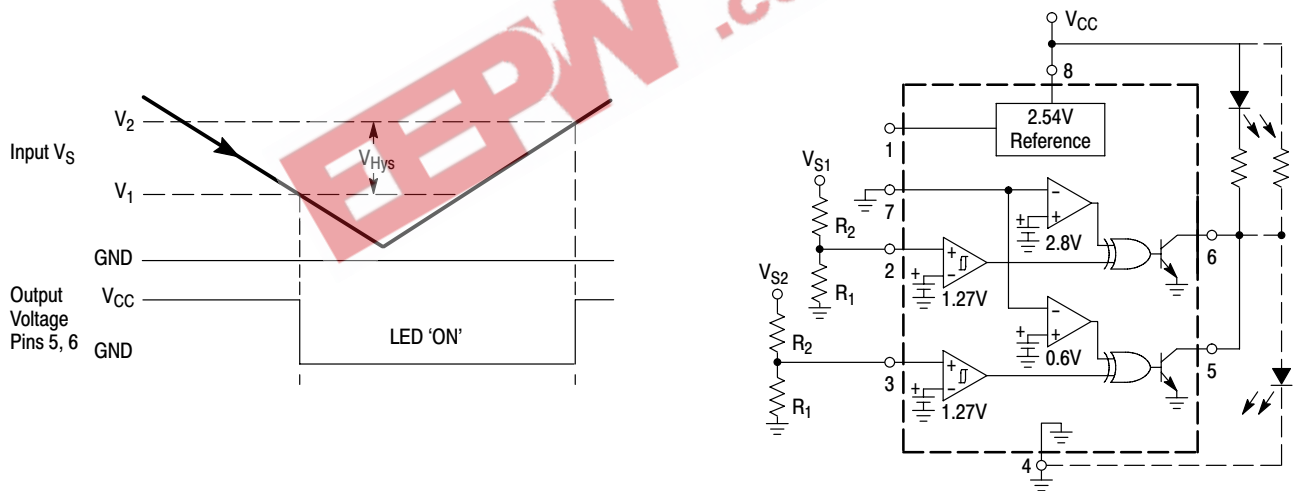 EEPW
.co
Input VS
V2
VHys
V1
GND
Output
Voltage
Pins 5, 6
VCC
GND
LED 'ON'
VCC
8
2.54V
Reference
1
VS1
7
R2
2.8V
6
2
1.27V
R1
VS2
R2
0.6V
5
3
1.27V
R1
4